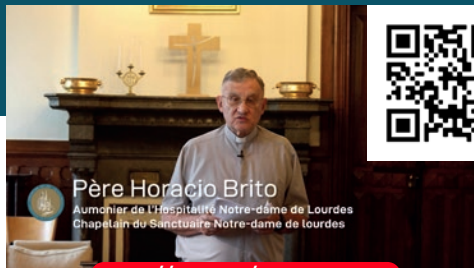 Père Horacio Brito
Aumonier de l'Hospitalité Notre-dame de Lourdes
Chapelain du Sanctuaire Notre-dame de lourdes